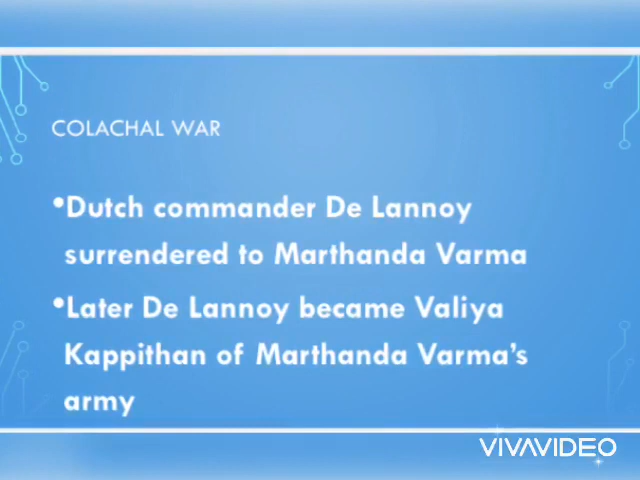 COLACHAL WAR
•Dutch commander De Lannoy
surrendered to Marthanda Varma
•Later De Lannoy became Valiya
Kappithan of Marthanda Varma's
army
VIVAVIDEO